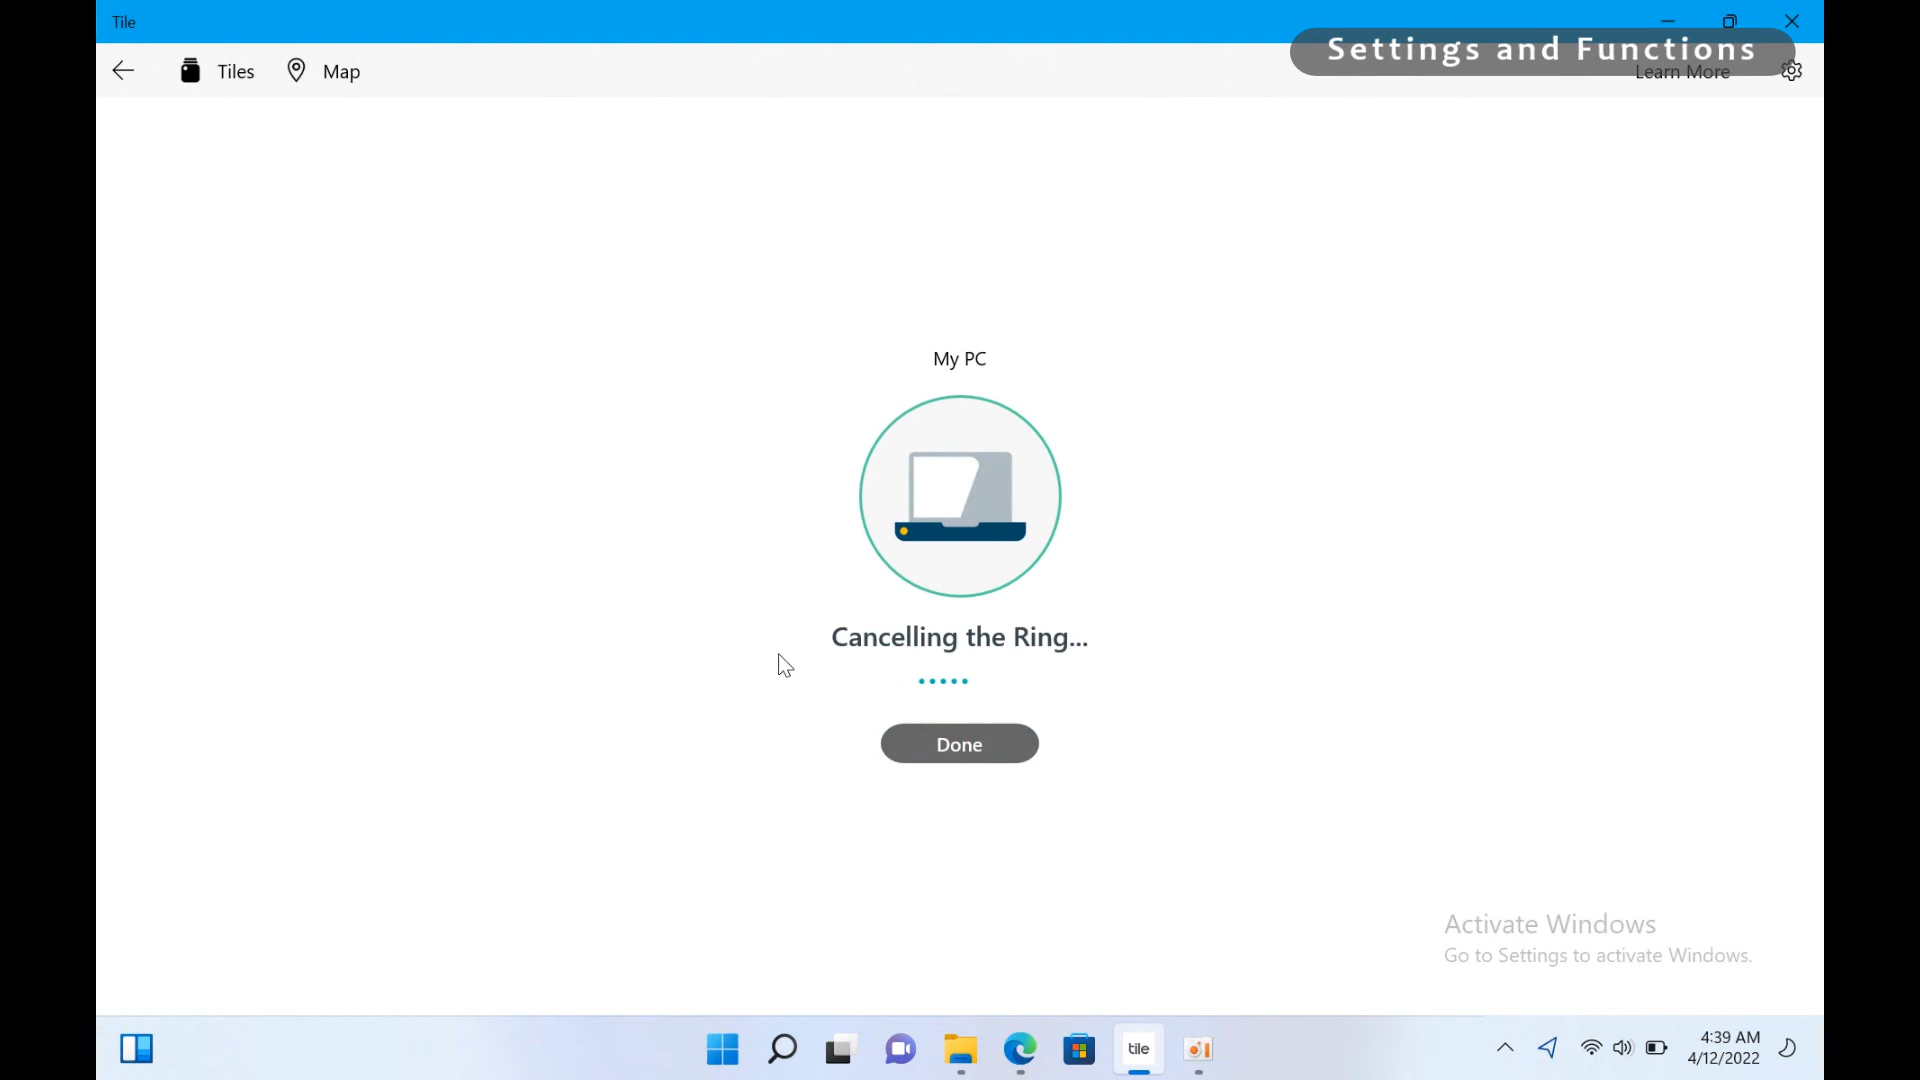 Tile
Settings and Functions
Tiles
Map
Learn More
My PC
Cancelling the Ring...
Done
Activate Windows
Go to Settings to activate Windows.
tile
4:39 AM
4/12/2022